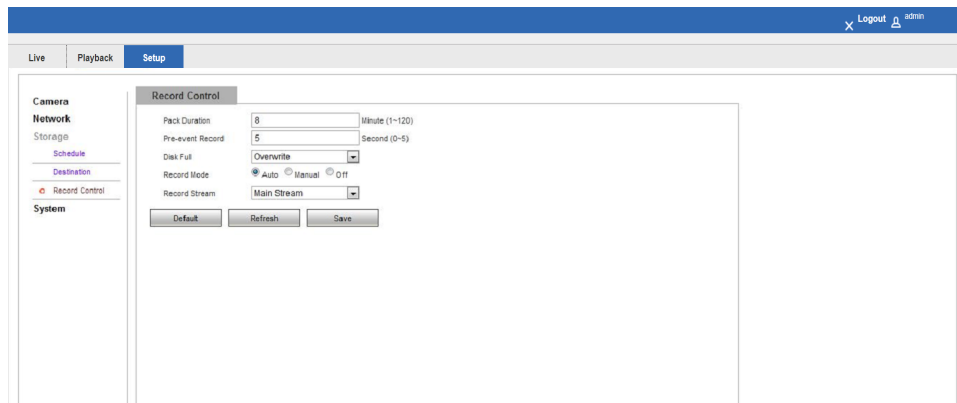 Logout admin
Live Playback Setup
Camera
Network
Storage
Schedule
Destination
Record Control
System
Record Control
Pack Duration 8 Minute (1~120)
Pre-event Record 5 Second (0~5)
Disk Full Overwrite
Record Mode Auto Manual Off
Record Stream Main Stream
Default Refresh Save